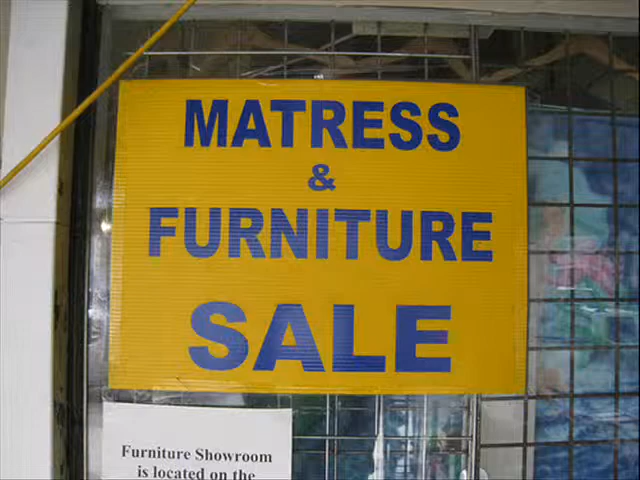 MATRESS
&
FURNITURE
SALE
Furniture Showroom
is located on the